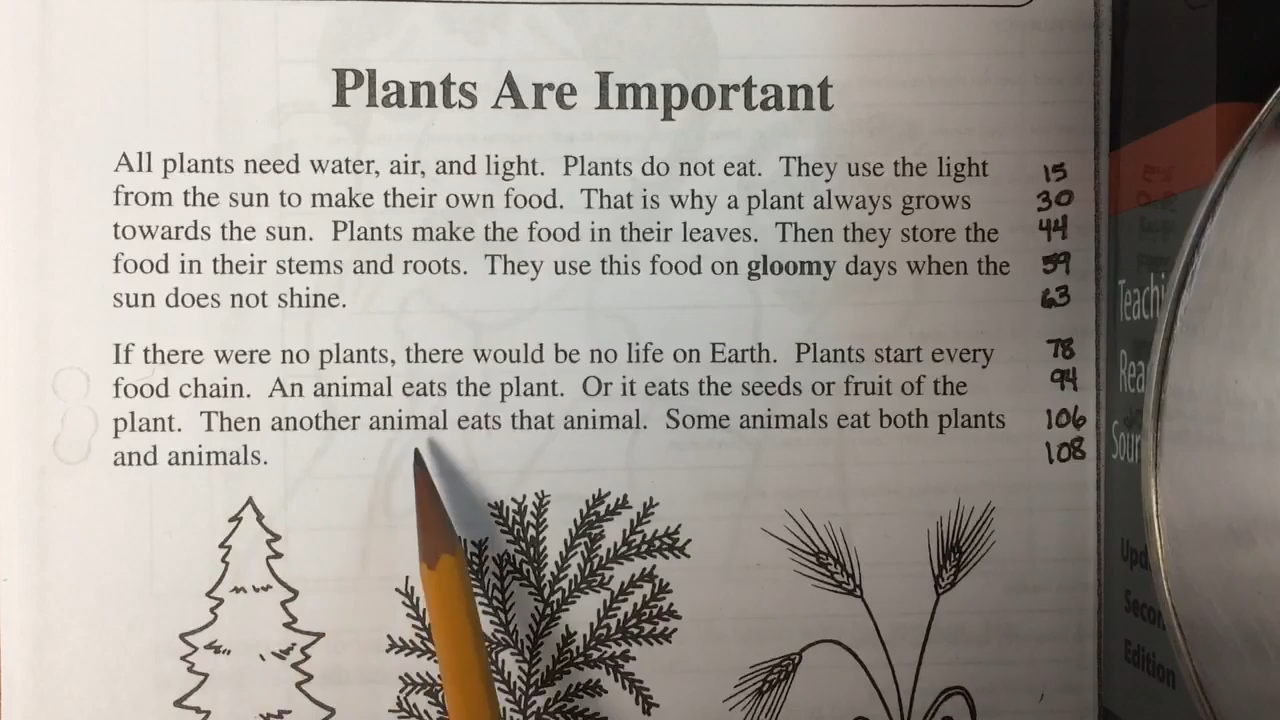 Plants Are Important
All plants need water, air, and light. Plants do not eat. They use the light 15
from the sun to make their own food. That is why a plant always grows 30
towards the sun. Plants make the food in their leaves. Then they store the 44
food in their stems and roots. They use this food on gloomy days when the 59
sun does not shine. 63
If there were no plants, there would be no life on Earth. Plants start every 78
food chain. An animal eats the plant. Or it eats the seeds or fruit of the 94
plant. Then another animal eats that animal. Some animals eat both plants 106
and animals. 108
Edition